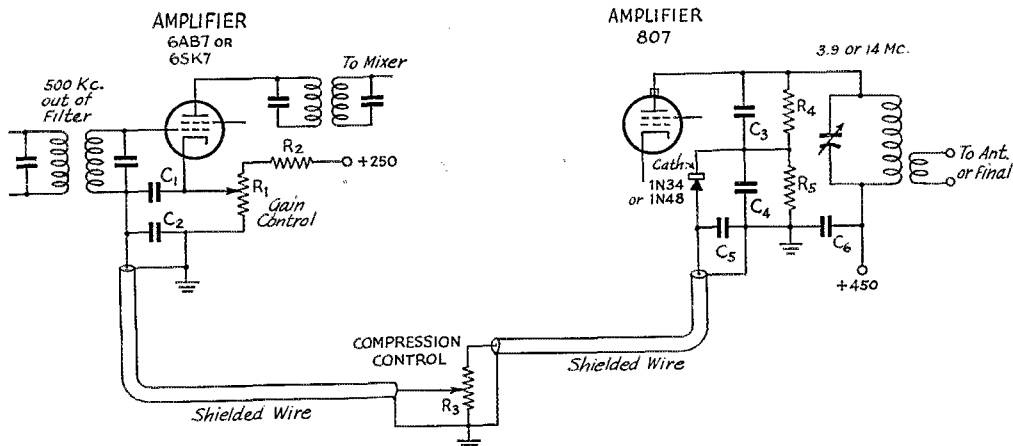 AMPLIFIER
6AB7 OR
6SK7
To Mixer
500 Kc.
out of
Filter
C1
C2
R1
R2
+250
Gain
Control
AMPLIFIER
807
3.9 or 14 Mc.
C3
R4
Cath.
1N34
or 1N48
C4
R5
C5
C6
To Ant.
or Final
+450
COMPRESSION
CONTROL
R3
Shielded Wire
Shielded Wire